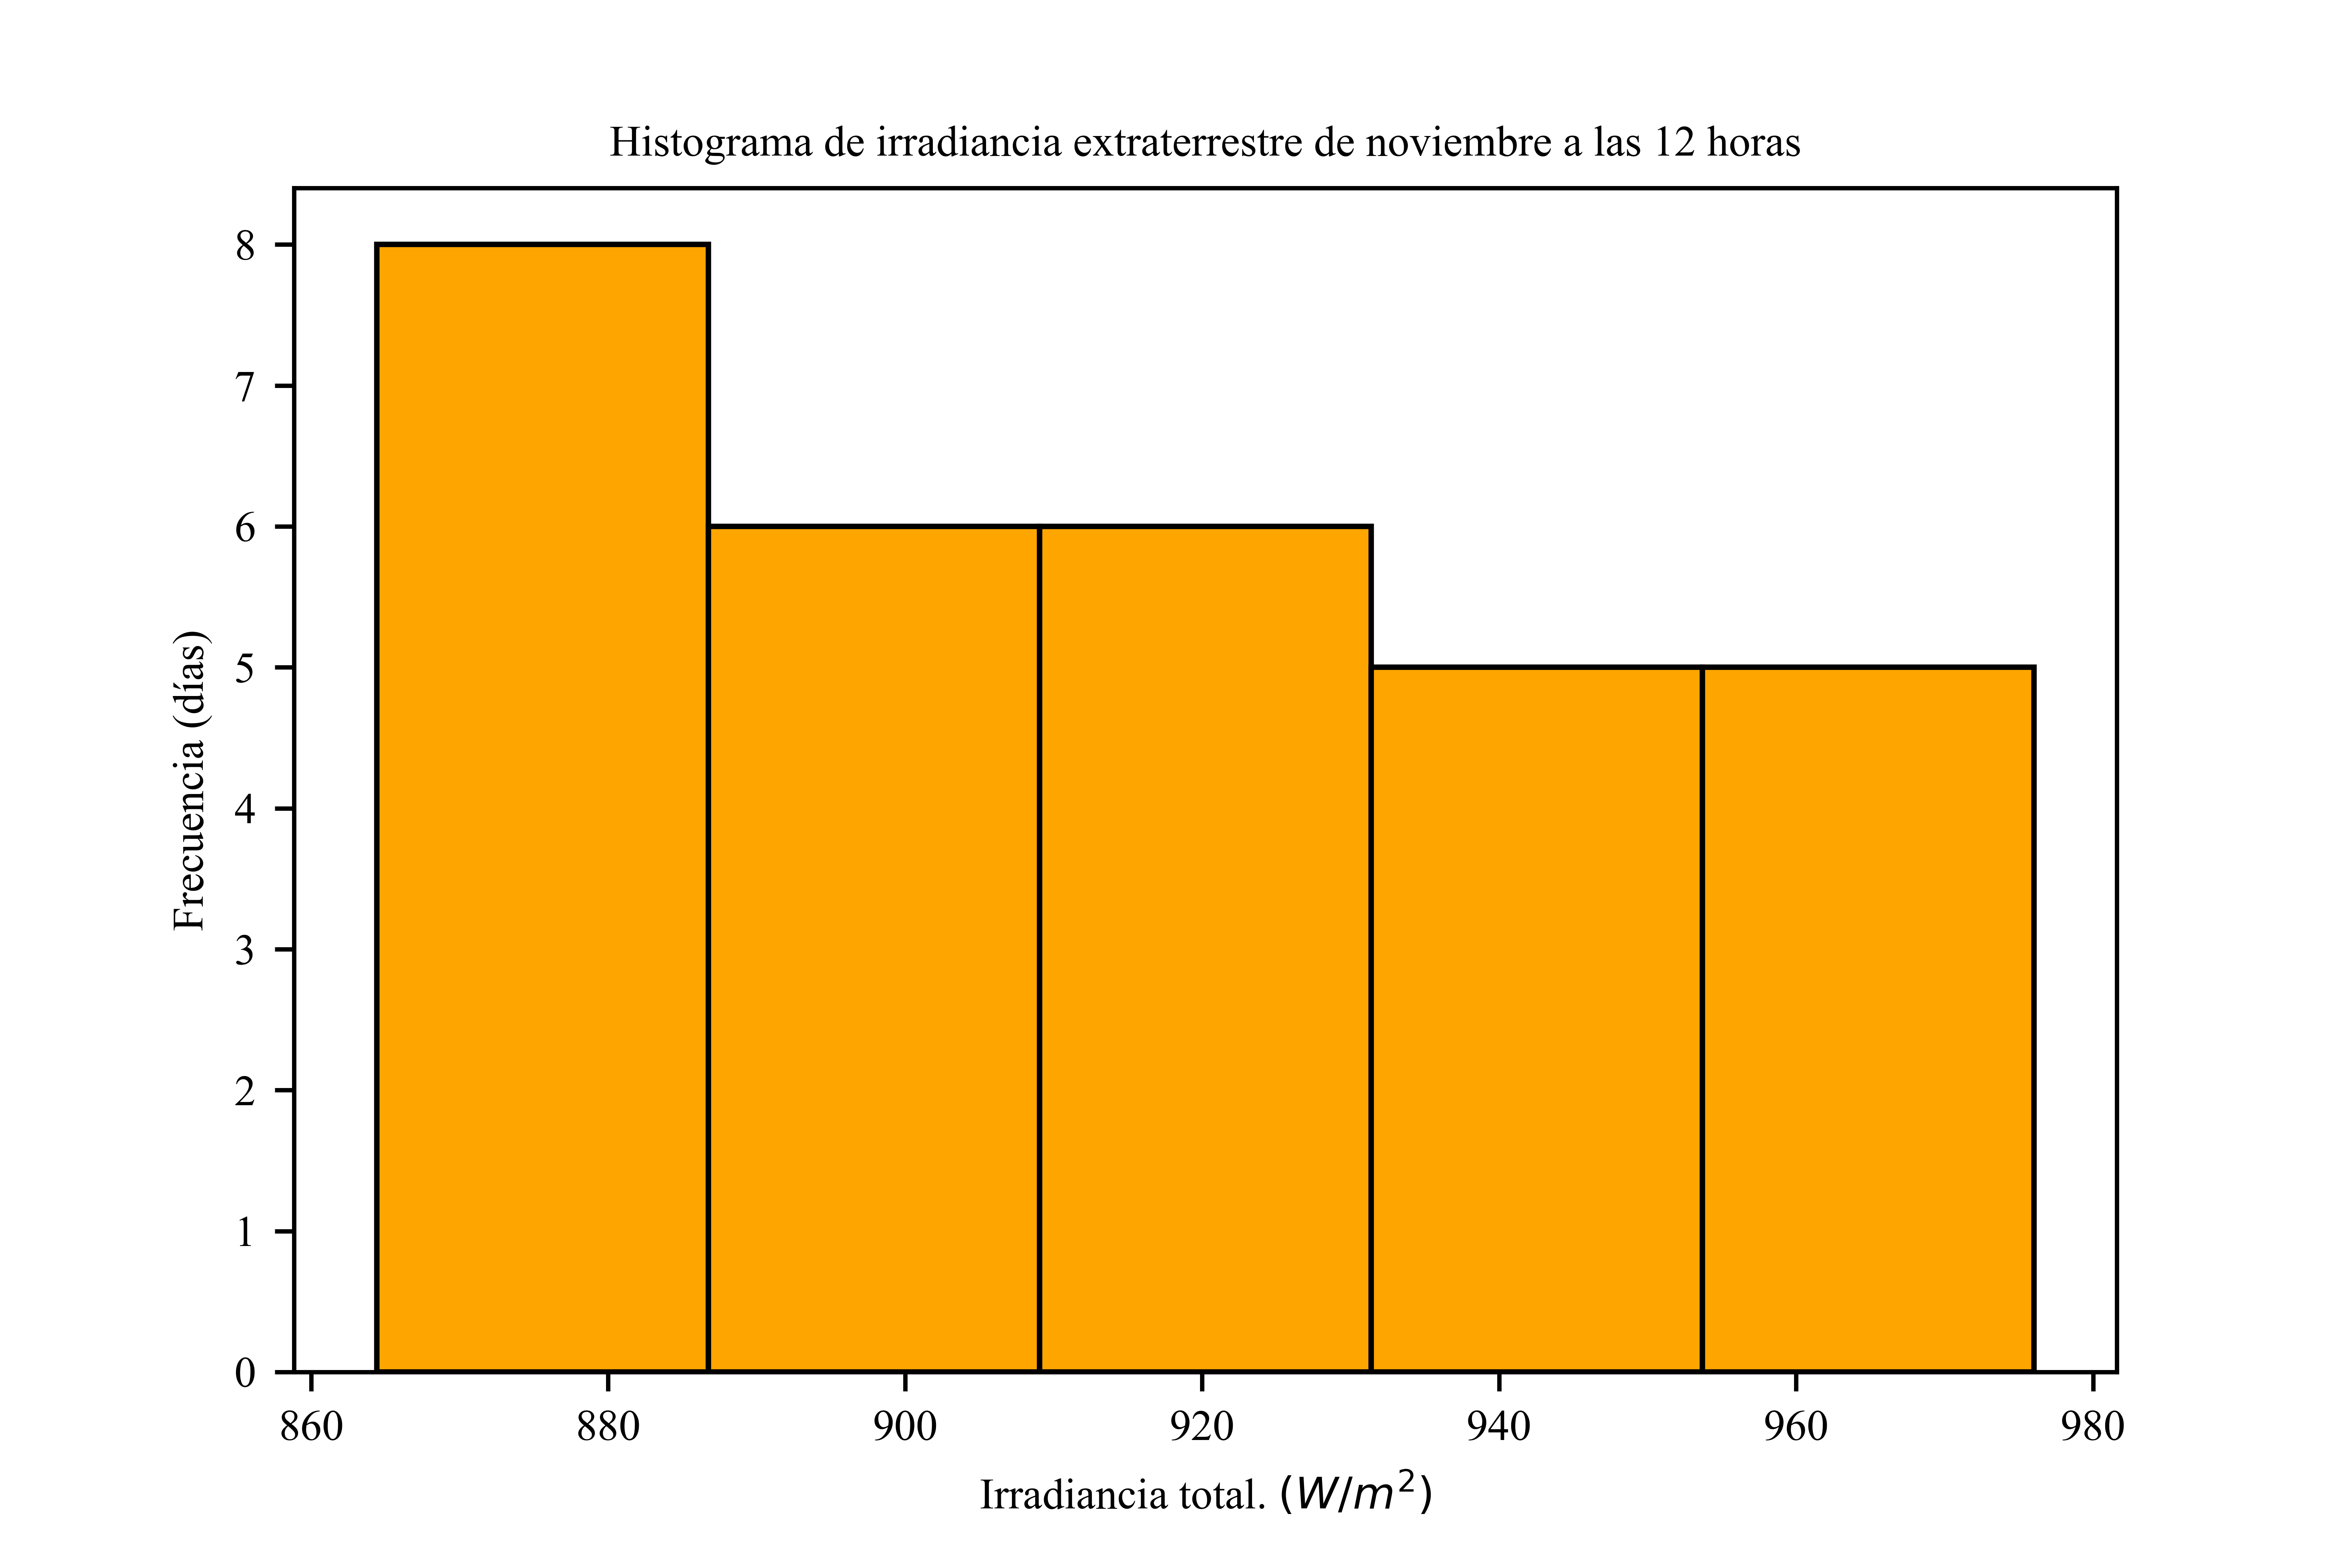 Histograma de irradiancia extraterrestre de noviembre a las 12 horas
8
7
6
5
4
3
2
1
0
Frecuencia (días)
860 880 900 920 940 960 980
Irradiancia total. (W/m²)